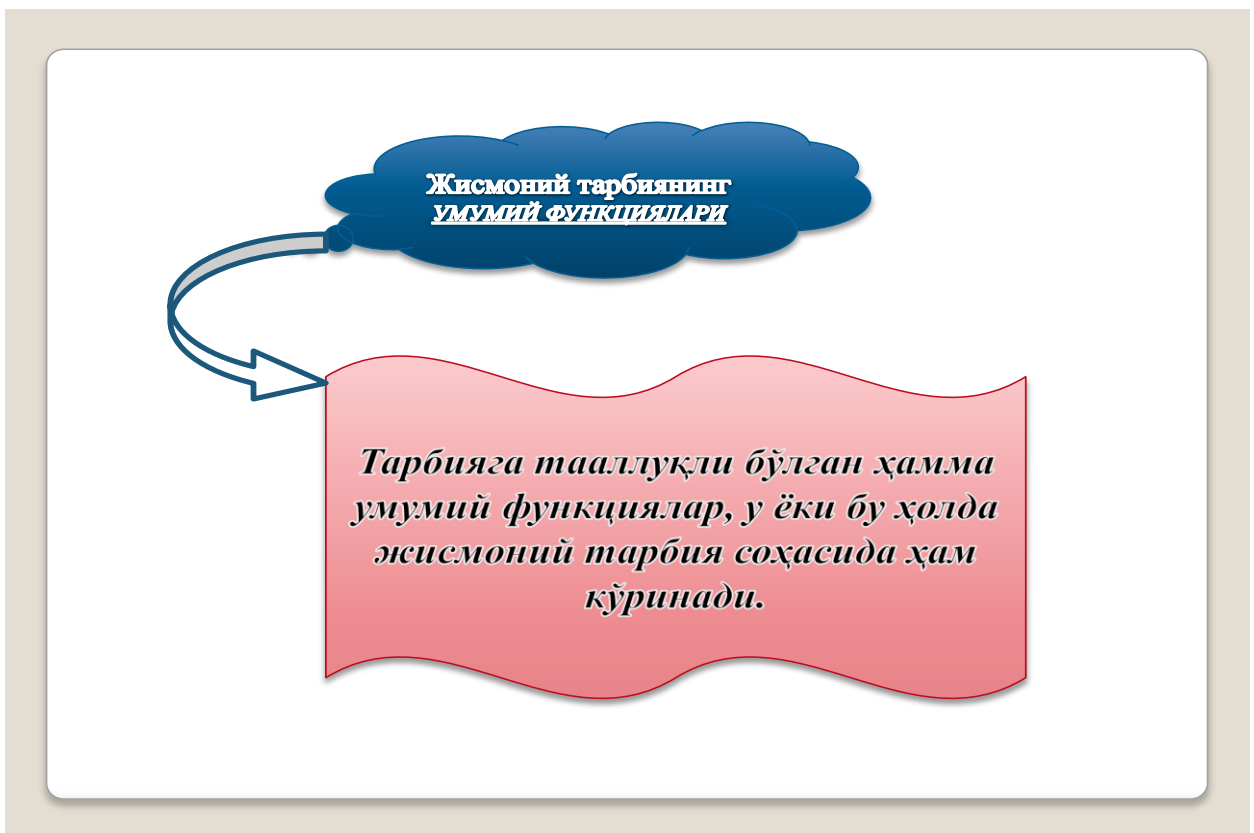 Жисмоний тарбиянинг
УМУМИЙ ФУНКЦИЯЛАРИ
Тарбияга тааллуқли бўлган ҳамма
умумий функциялар, у ёки бу ҳолда
жисмоний тарбия соҳасида ҳам
кўринади.